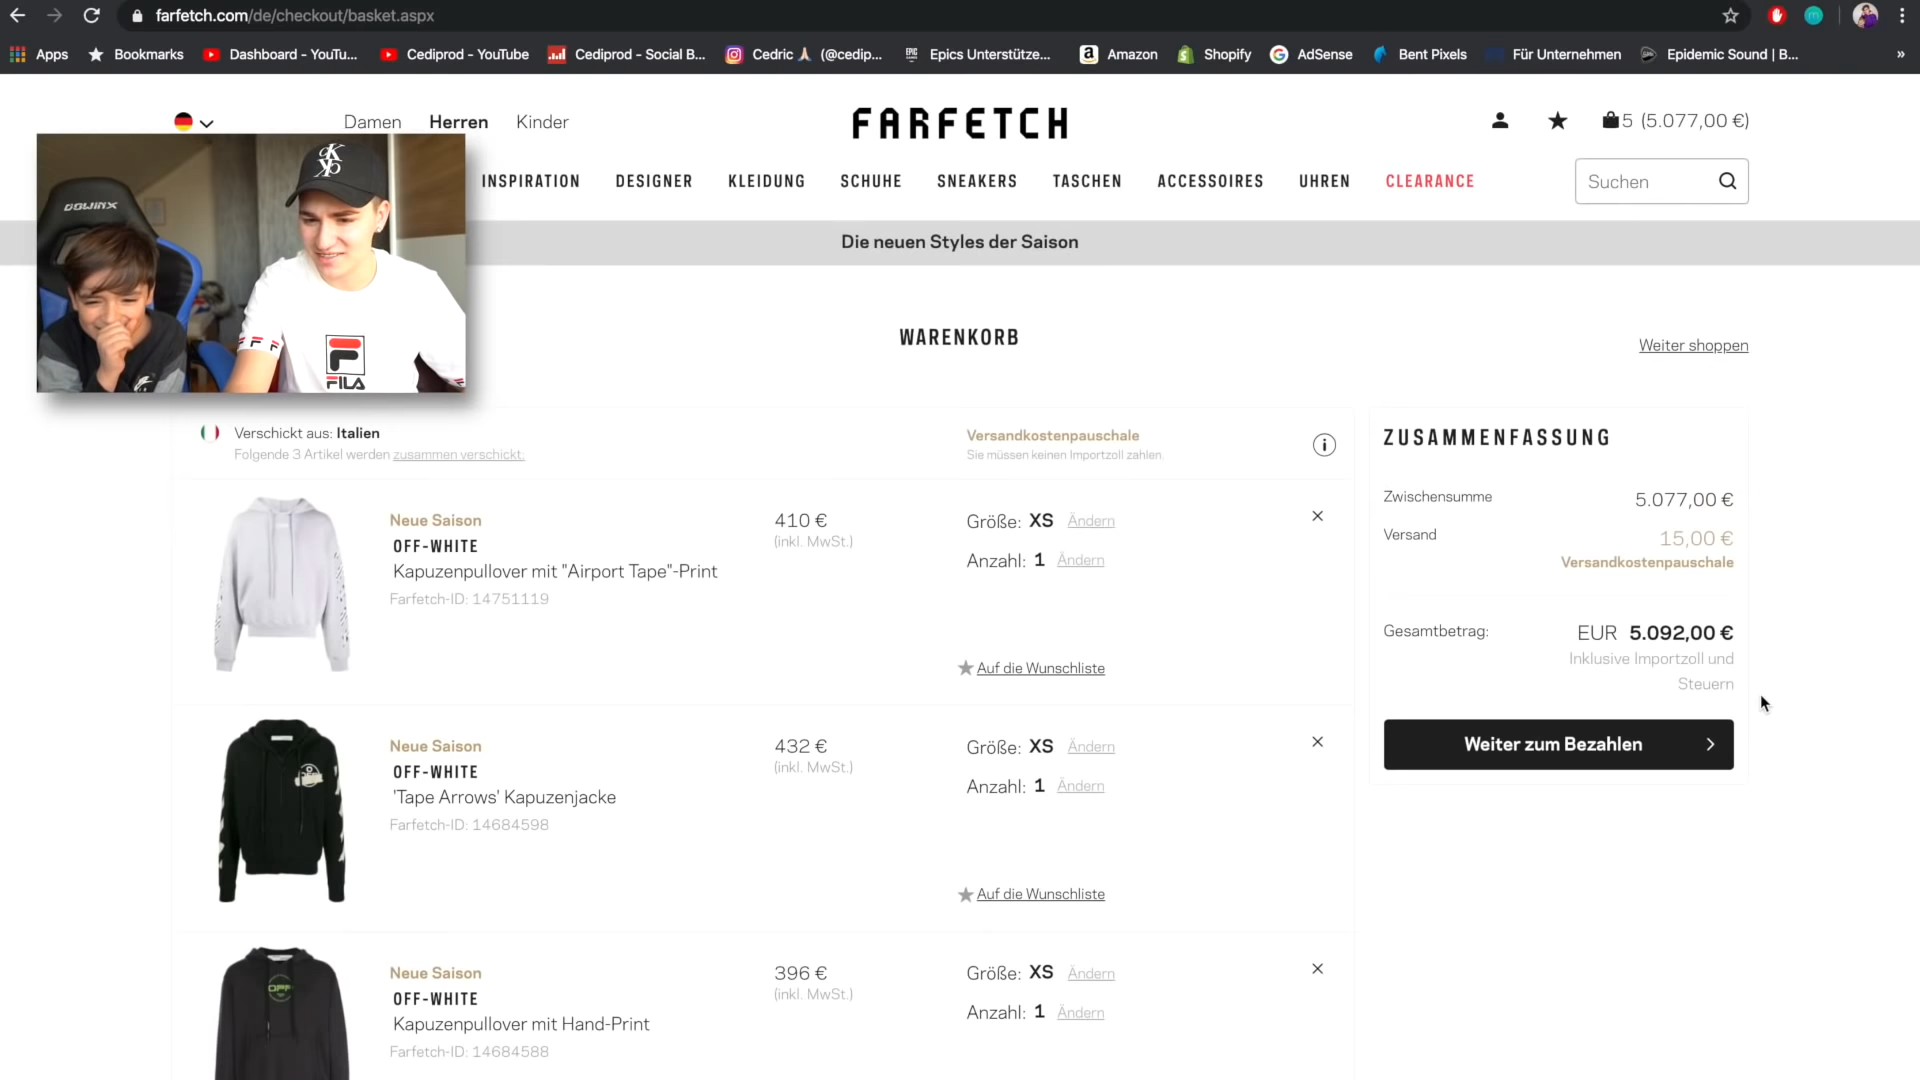 farfetch.com/de/checkout/basket.aspx
Apps
Bookmarks
Dashboard - YouTu...
Cediprod - YouTube
Cediprod - Social B...
Cedric 🙏🏻 (@cedip...
EPIC
Epics Unterstütze...
Amazon
Shopify
AdSense
Bent Pixels
Für Unternehmen
Epidemic Sound | B...
»
Damen
Herren
Kinder
FARFETCH
5 (5.077,00 €)
INSPIRATION
DESIGNER
KLEIDUNG
SCHUHE
SNEAKERS
TASCHEN
ACCESSOIRES
UHREN
CLEARANCE
Suchen
Die neuen Styles der Saison
DOWINX
F F F
FILA
WARENKORB
Weiter shoppen
Verschickt aus: Italien
Folgende 3 Artikel werden zusammen verschickt:
Versandkostenpauschale
Sie müssen keinen Importzoll zahlen.
Neue Saison
OFF-WHITE
Kapuzenpullover mit "Airport Tape"-Print
Farfetch-ID: 14751119
410 €
(inkl. MwSt.)
Größe: XS Ändern
Anzahl: 1 Ändern
Auf die Wunschliste
Neue Saison
OFF-WHITE
'Tape Arrows' Kapuzenjacke
Farfetch-ID: 14684598
432 €
(inkl. MwSt.)
Größe: XS Ändern
Anzahl: 1 Ändern
Auf die Wunschliste
OFF
Neue Saison
OFF-WHITE
Kapuzenpullover mit Hand-Print
Farfetch-ID: 14684588
396 €
(inkl. MwSt.)
Größe: XS Ändern
Anzahl: 1 Ändern
ZUSAMMENFASSUNG
Zwischensumme 5.077,00 €
Versand 15,00 €
Versandkostenpauschale
Gesamtbetrag: EUR 5.092,00 €
Inklusive Importzoll und
Steuern
Weiter zum Bezahlen